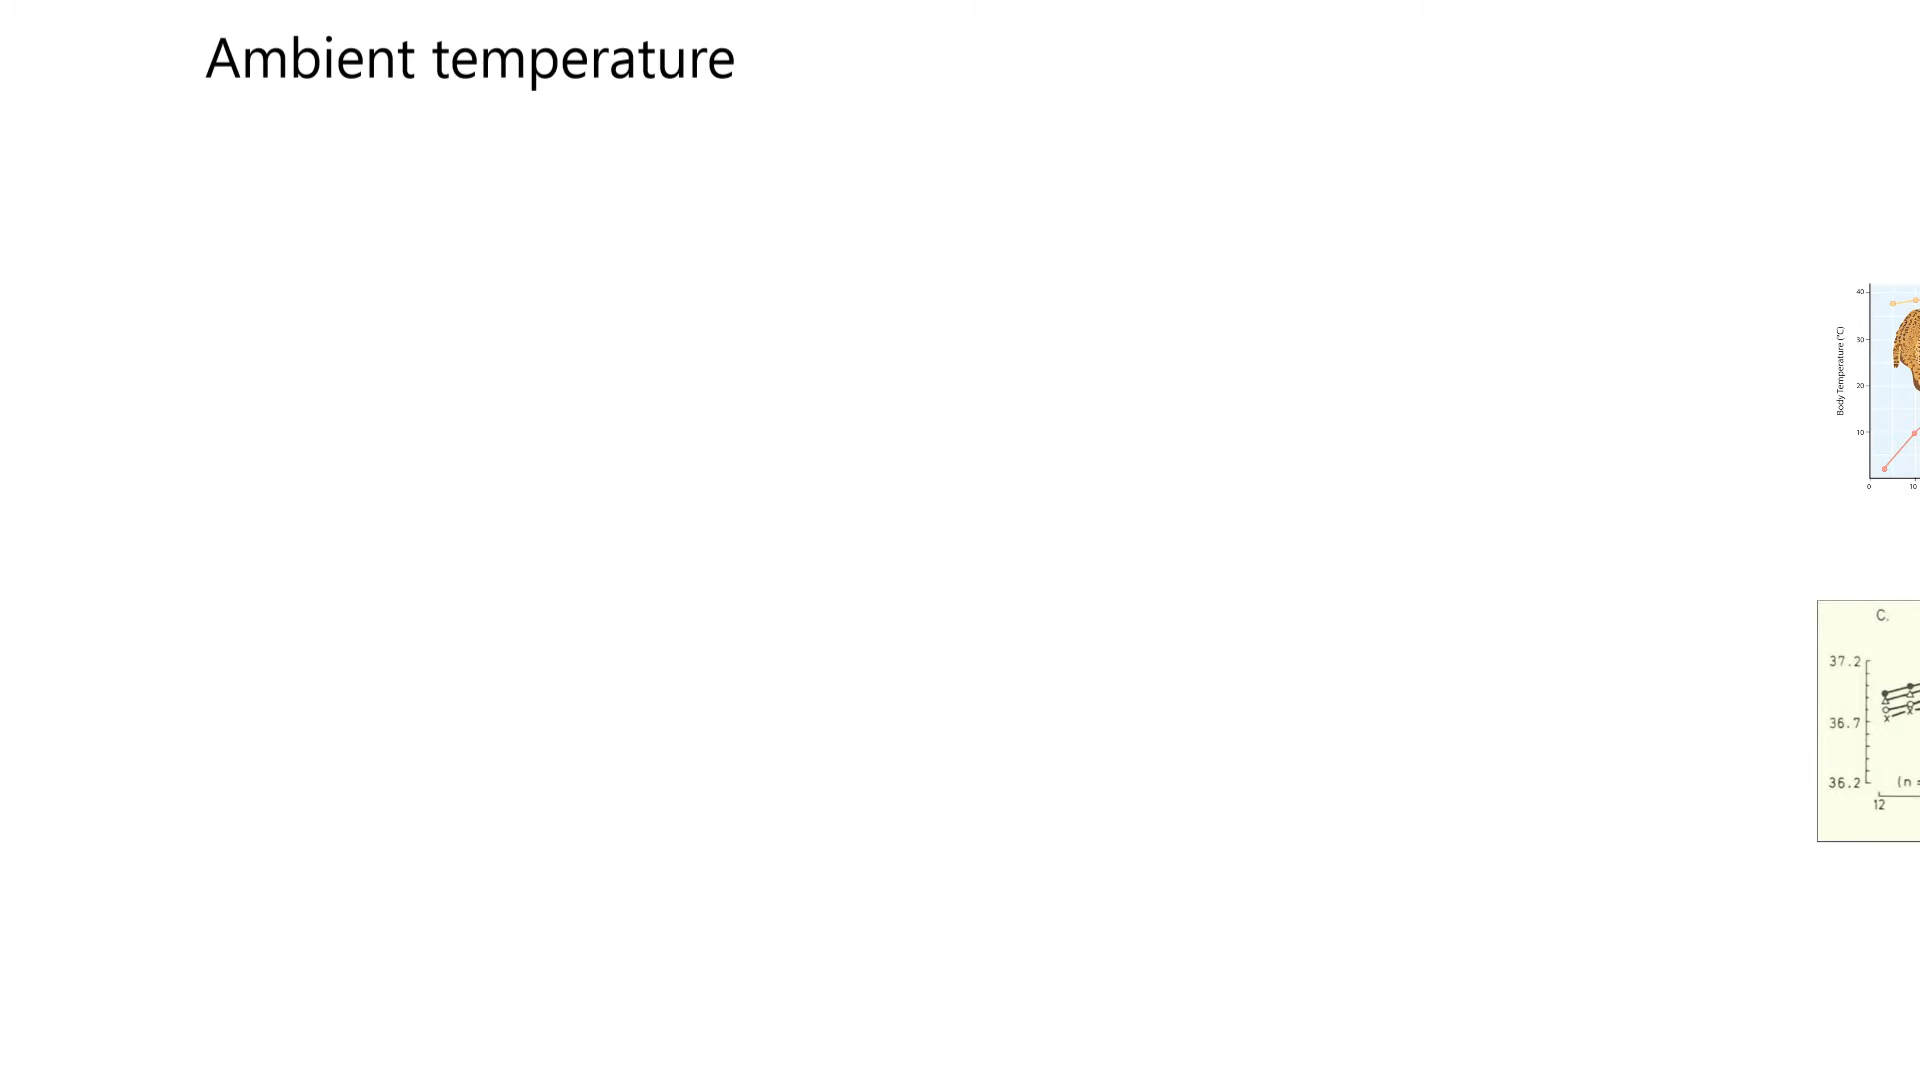 Ambient temperature
40
30
20
10
Body Temperature (°C)
0 10
C.
37.2
36.7
36.2
(n =
12